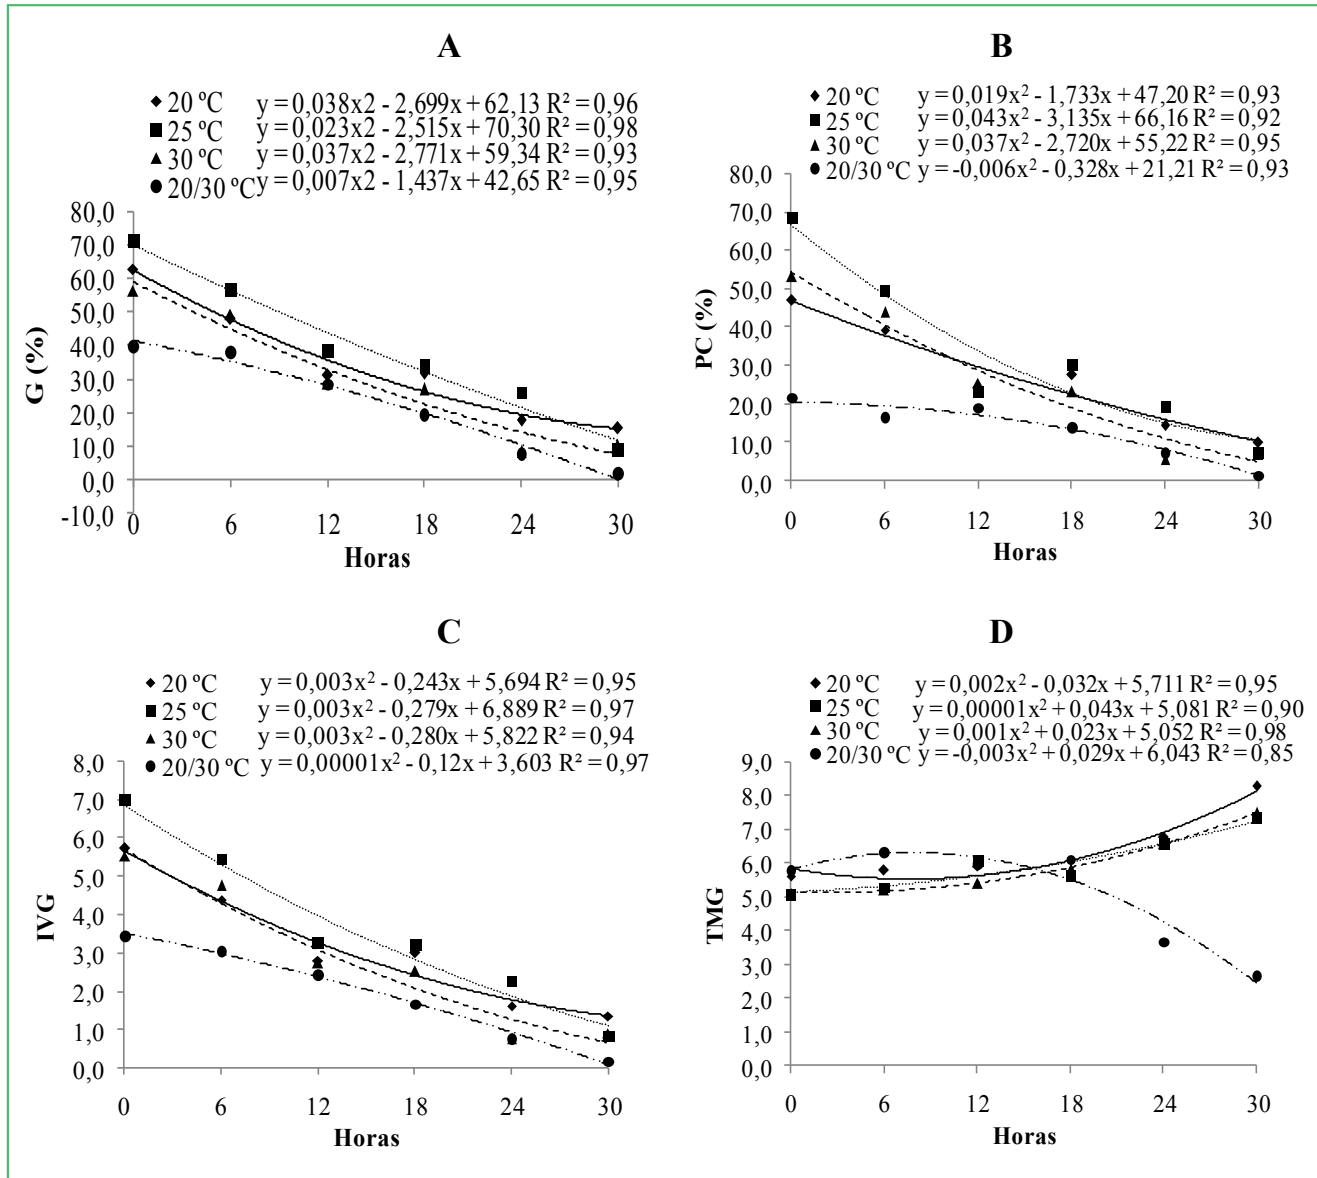 A
20 ºC y = 0,038x2 - 2,699x + 62,13 R² = 0,96
25 ºC y = 0,023x2 - 2,515x + 70,30 R² = 0,98
30 ºC y = 0,037x2 - 2,771x + 59,34 R² = 0,93
20/30 ºC y = 0,007x2 - 1,437x + 42,65 R² = 0,95
80,0
70,0
60,0
50,0
40,0
30,0
20,0
10,0
0,0
-10,0
G (%)
0 6 12 18 24 30
Horas
B
20 ºC y = 0,019x² - 1,733x + 47,20 R² = 0,93
25 ºC y = 0,043x² - 3,135x + 66,16 R² = 0,92
30 ºC y = 0,037x² - 2,720x + 55,22 R² = 0,95
20/30 ºC y = -0,006x² - 0,328x + 21,21 R² = 0,93
80,0
70,0
60,0
50,0
40,0
30,0
20,0
10,0
0,0
PC (%)
0 6 12 18 24 30
Horas
C
20 ºC y = 0,003x² - 0,243x + 5,694 R² = 0,95
25 ºC y = 0,003x² - 0,279x + 6,889 R² = 0,97
30 ºC y = 0,003x² - 0,280x + 5,822 R² = 0,94
20/30 ºC y = 0,00001x² - 0,12x + 3,603 R² = 0,97
8,0
7,0
6,0
5,0
4,0
3,0
2,0
1,0
0,0
IVG
0 6 12 18 24 30
Horas
D
20 ºC y = 0,002x² - 0,032x + 5,711 R² = 0,95
25 ºC y = 0,00001x² + 0,043x + 5,081 R² = 0,90
30 ºC y = 0,001x² + 0,023x + 5,052 R² = 0,98
20/30 ºC y = -0,003x² + 0,029x + 6,043 R² = 0,85
9,0
8,0
7,0
6,0
5,0
4,0
3,0
2,0
1,0
0,0
TMG
0 6 12 18 24 30
Horas